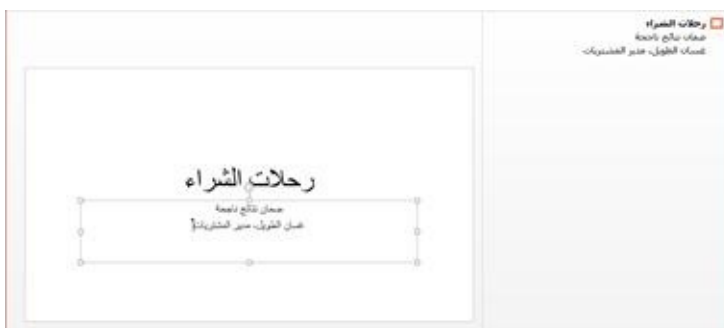 رحلات الشراء
ضمان نتائج ناجحة
غسان الطويل، مدير المشتريات
رحلات الشراء
ضمان نتائج ناجحة
غسان الطويل، مدير المشتريات